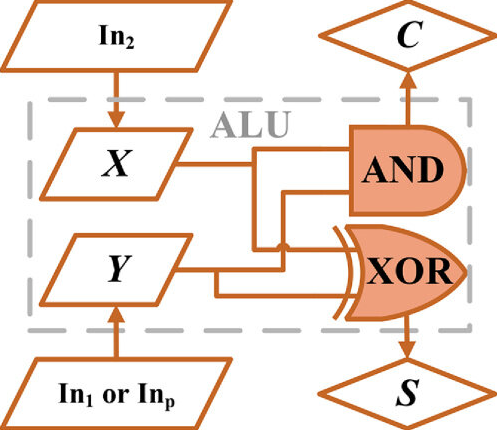 In₂
C
ALU
X
AND
Y
XOR
In₁ or Inₚ
S